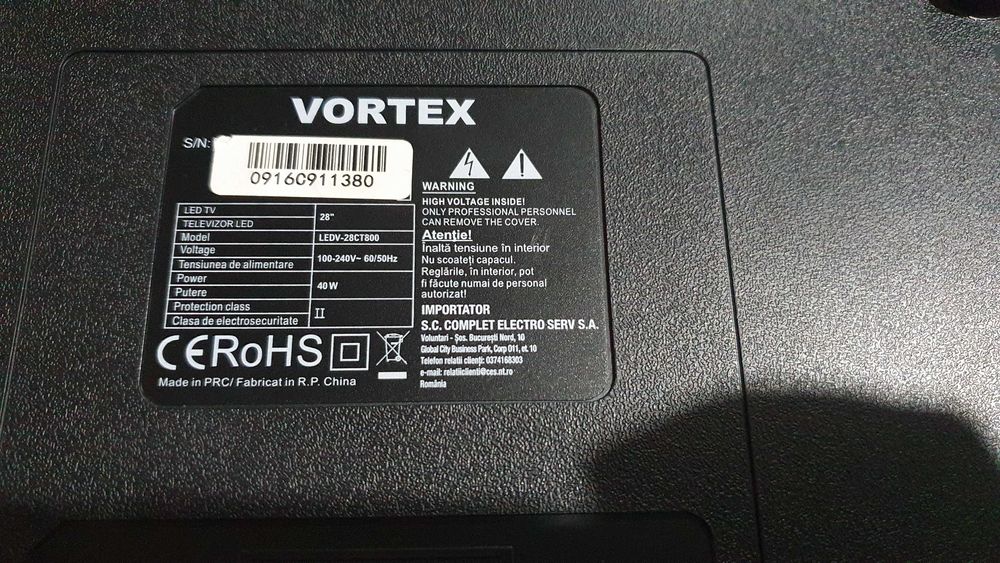 VORTEX
S/N:
09160911380
LED TV
TELEVIZOR LED
28"
Model
LEDV-28CT800
Voltage
Tensiunea de alimentare
100-240V~ 60/50Hz
Power
Putere
40W
Protection class
Clasa de electrosecuritate
II
CE RoHS
Made in PRC/ Fabricat in R.P. China
WARNING
HIGH VOLTAGE INSIDE!
ONLY PROFESSIONAL PERSONNEL
CAN REMOVE THE COVER.
Atenție!
Înaltă tensiune în interior
Nu scoateți capacul.
Reglările, în interior, pot
fi făcute numai de personal
autorizat!
IMPORTATOR
S.C. COMPLET ELECTRO SERV S.A.
Voluntari - Șos. București Nord, 10
Global City Business Park, Corp O11, et. 10
Telefon relatii clienți: 0374168303
e-mail: relatiiclienti@ces.nt.ro
România